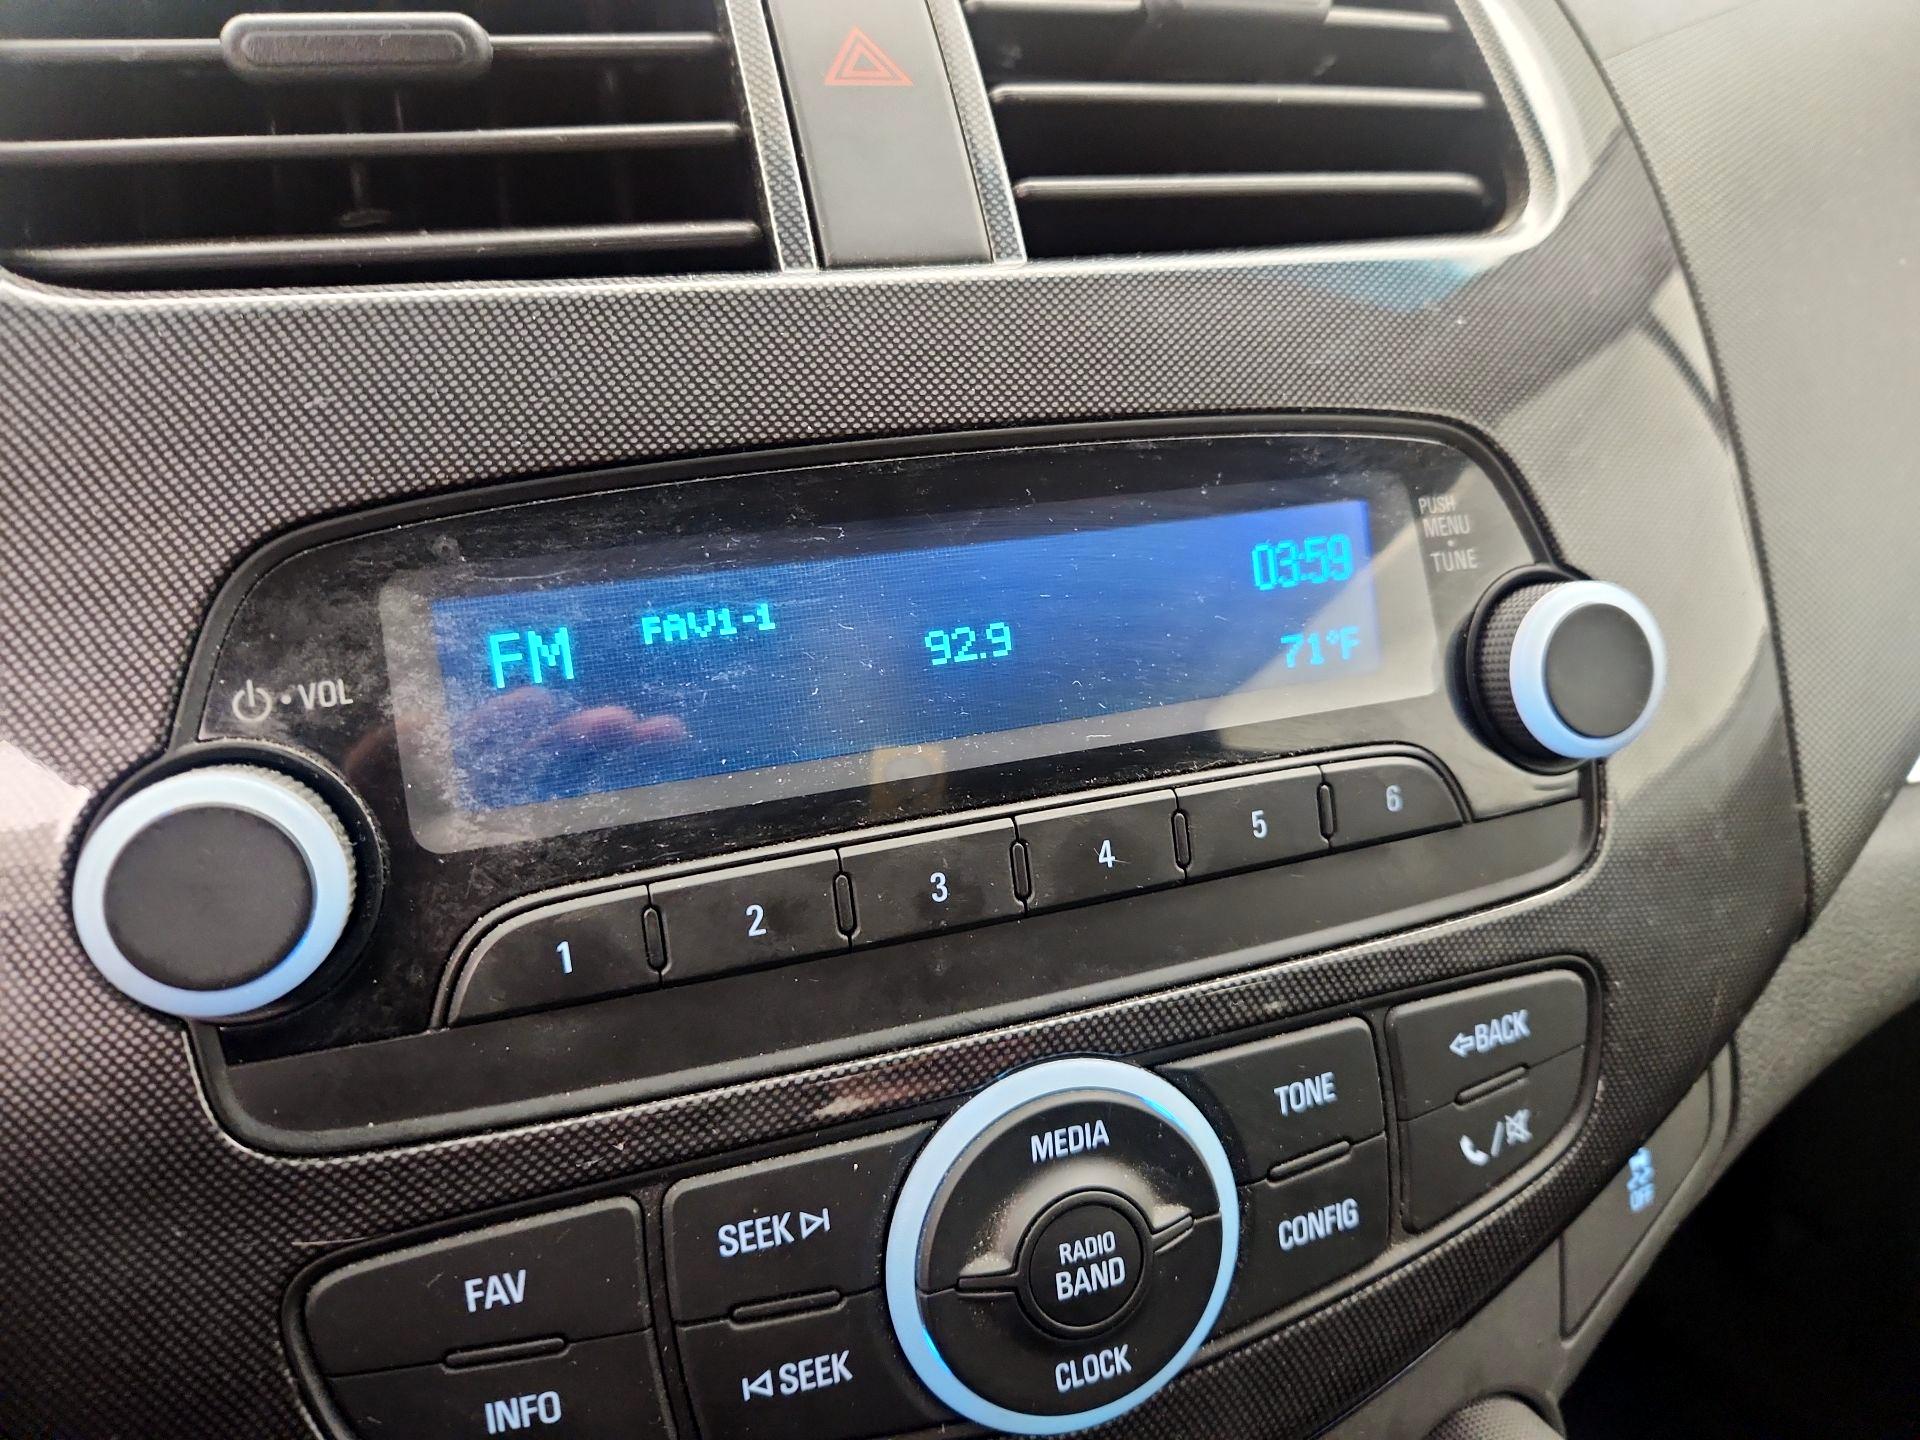 PUSH
MENU
TUNE
03:59
FM FAV1-1 92.9 71°F
VOL
1 2 3 4 5 6
BACK
TONE
MEDIA
SEEK
CONFIG
RADIO
BAND
FAV
SEEK
CLOCK
INFO